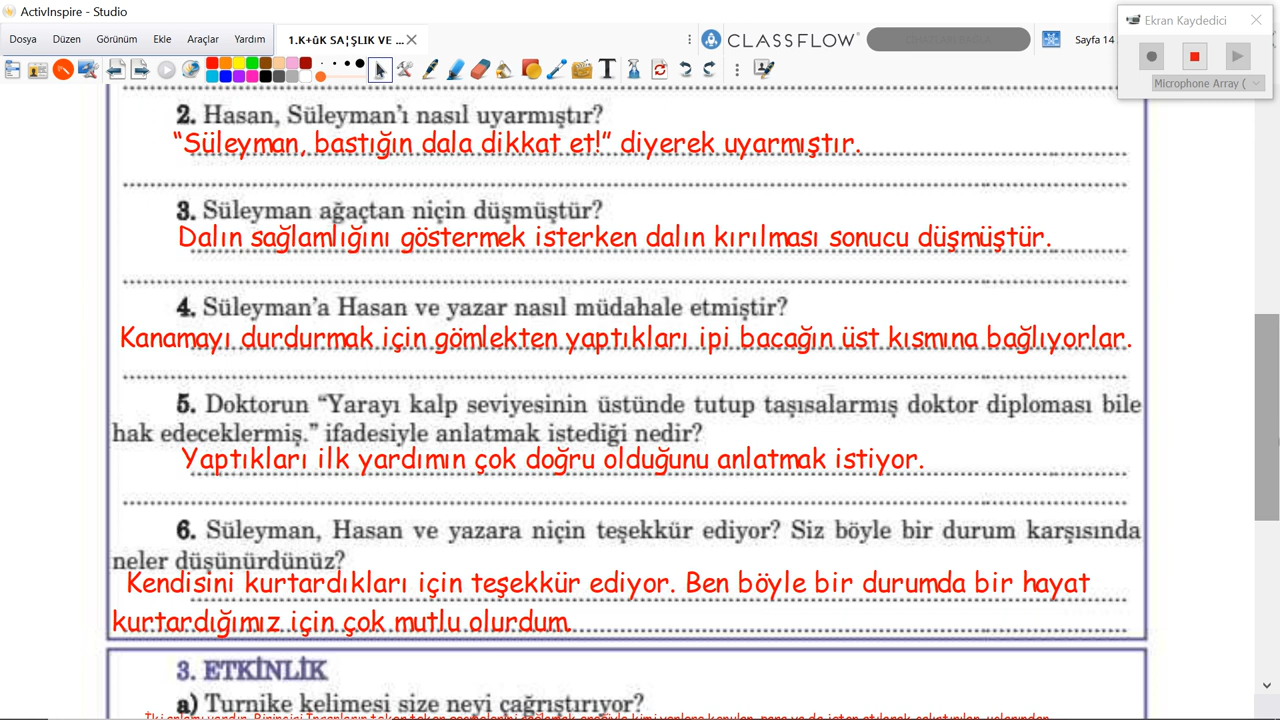 ActivInspire - Studio
Dosya Düzen Görünüm Ekle Araçlar Yardım
CLASSFLOW
Sayfa 14
Ekran Kaydedici
Microphone Array (
2. Hasan, Süleyman'ı nasıl uyarmıştır?
“Süleyman, bastığın dala dikkat et!” diyerek uyarmıştır.
3. Süleyman ağaçtan niçin düşmüştür?
Dalın sağlamlığını göstermek isterken dalın kırılması sonucu düşmüştür.
4. Süleyman'a Hasan ve yazar nasıl müdahale etmiştir?
Kanamayı durdurmak için gömlekten yaptıkları ipi bacağın üst kısmına bağlıyorlar.
5. Doktorun “Yarayı kalp seviyesinin üstünde tutup taşısalarmış doktor diploması bile
hak edeceklermiş.” ifadesiyle anlatmak istediği nedir?
Yaptıkları ilk yardımın çok doğru olduğunu anlatmak istiyor.
6. Süleyman, Hasan ve yazara niçin teşekkür ediyor? Siz böyle bir durum karşısında
neler düşünürdünüz?
Kendisini kurtardıkları için teşekkür ediyor. Ben böyle bir durumda bir hayat
kurtardığımız için çok mutlu olurdum.
3. ETKİNLİK
a) Turnike kelimesi size neyi çağrıştırıyor?